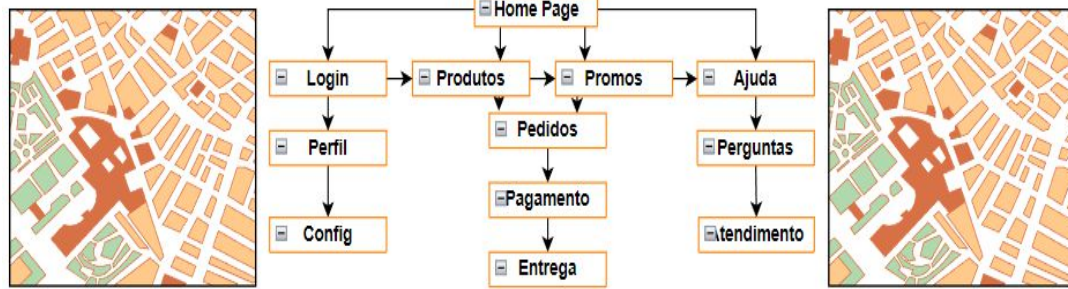 Home Page
Login
Produtos
Promos
Ajuda
Pedidos
Perfil
Perguntas
Pagamento
Config
Atendimento
Entrega